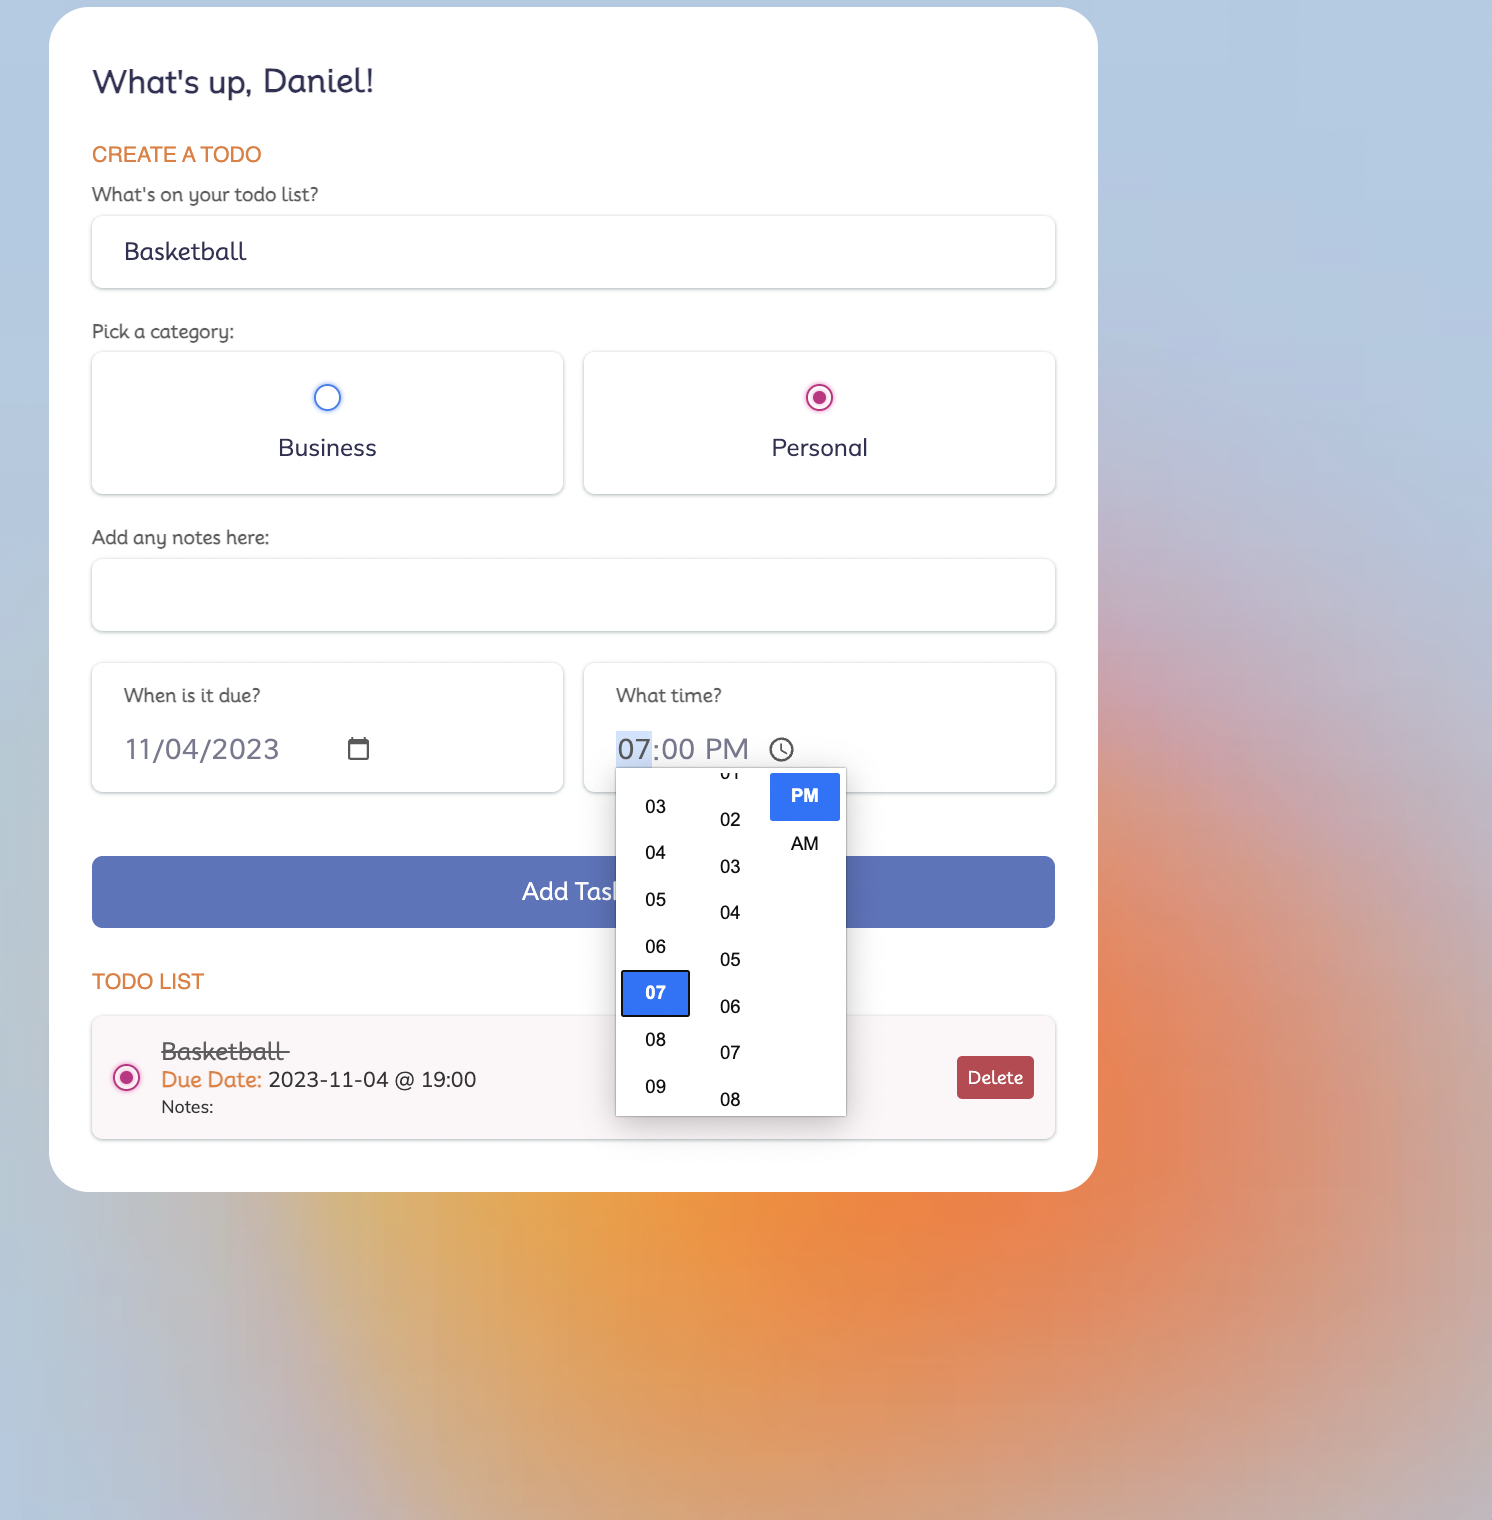 What's up, Daniel!
CREATE A TODO
What's on your todo list?
Basketball
Pick a category:
Business
Personal
Add any notes here:
When is it due?
11/04/2023
What time?
07:00 PM
03
04
05
06
07
08
09
01
02
03
04
05
06
07
08
PM
AM
Add Task
TODO LIST
Basketball
Due Date: 2023-11-04 @ 19:00
Notes:
Delete